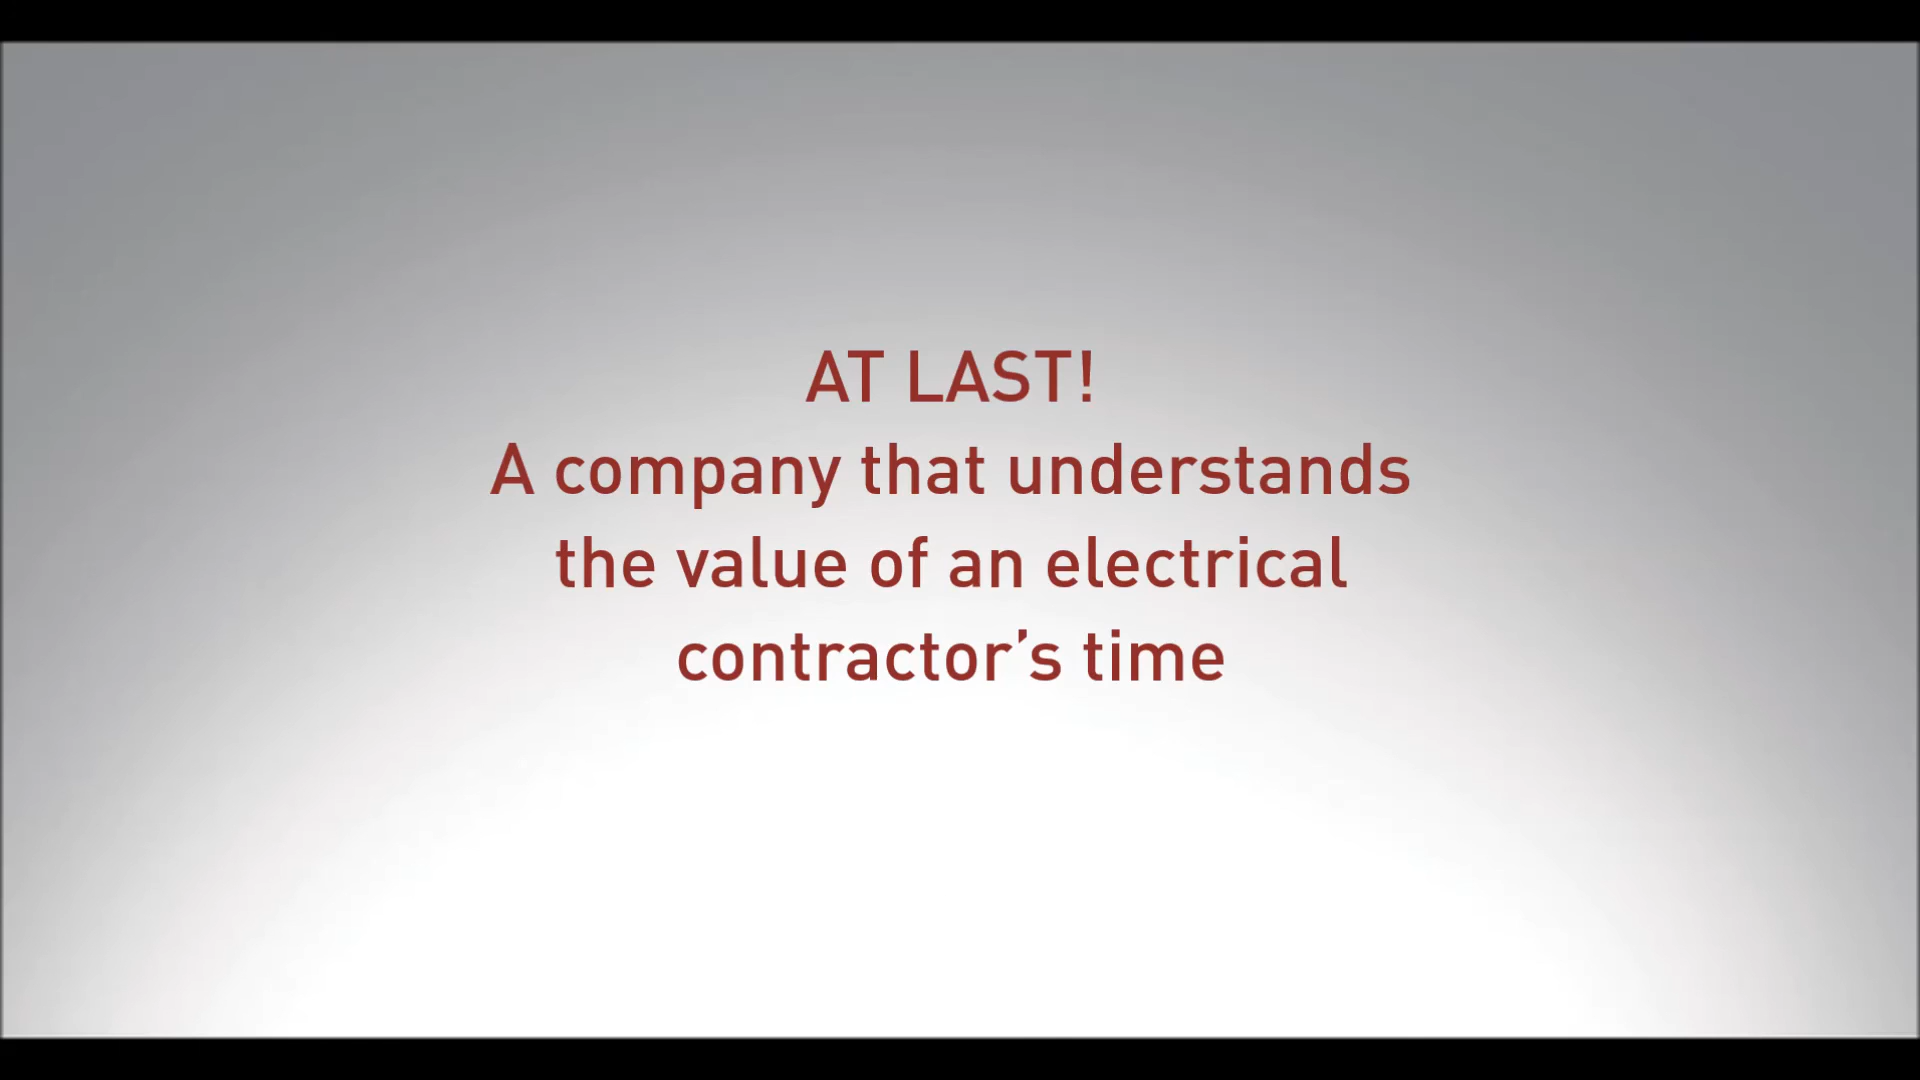 AT LAST!
A company that understands
the value of an electrical
contractor’s time